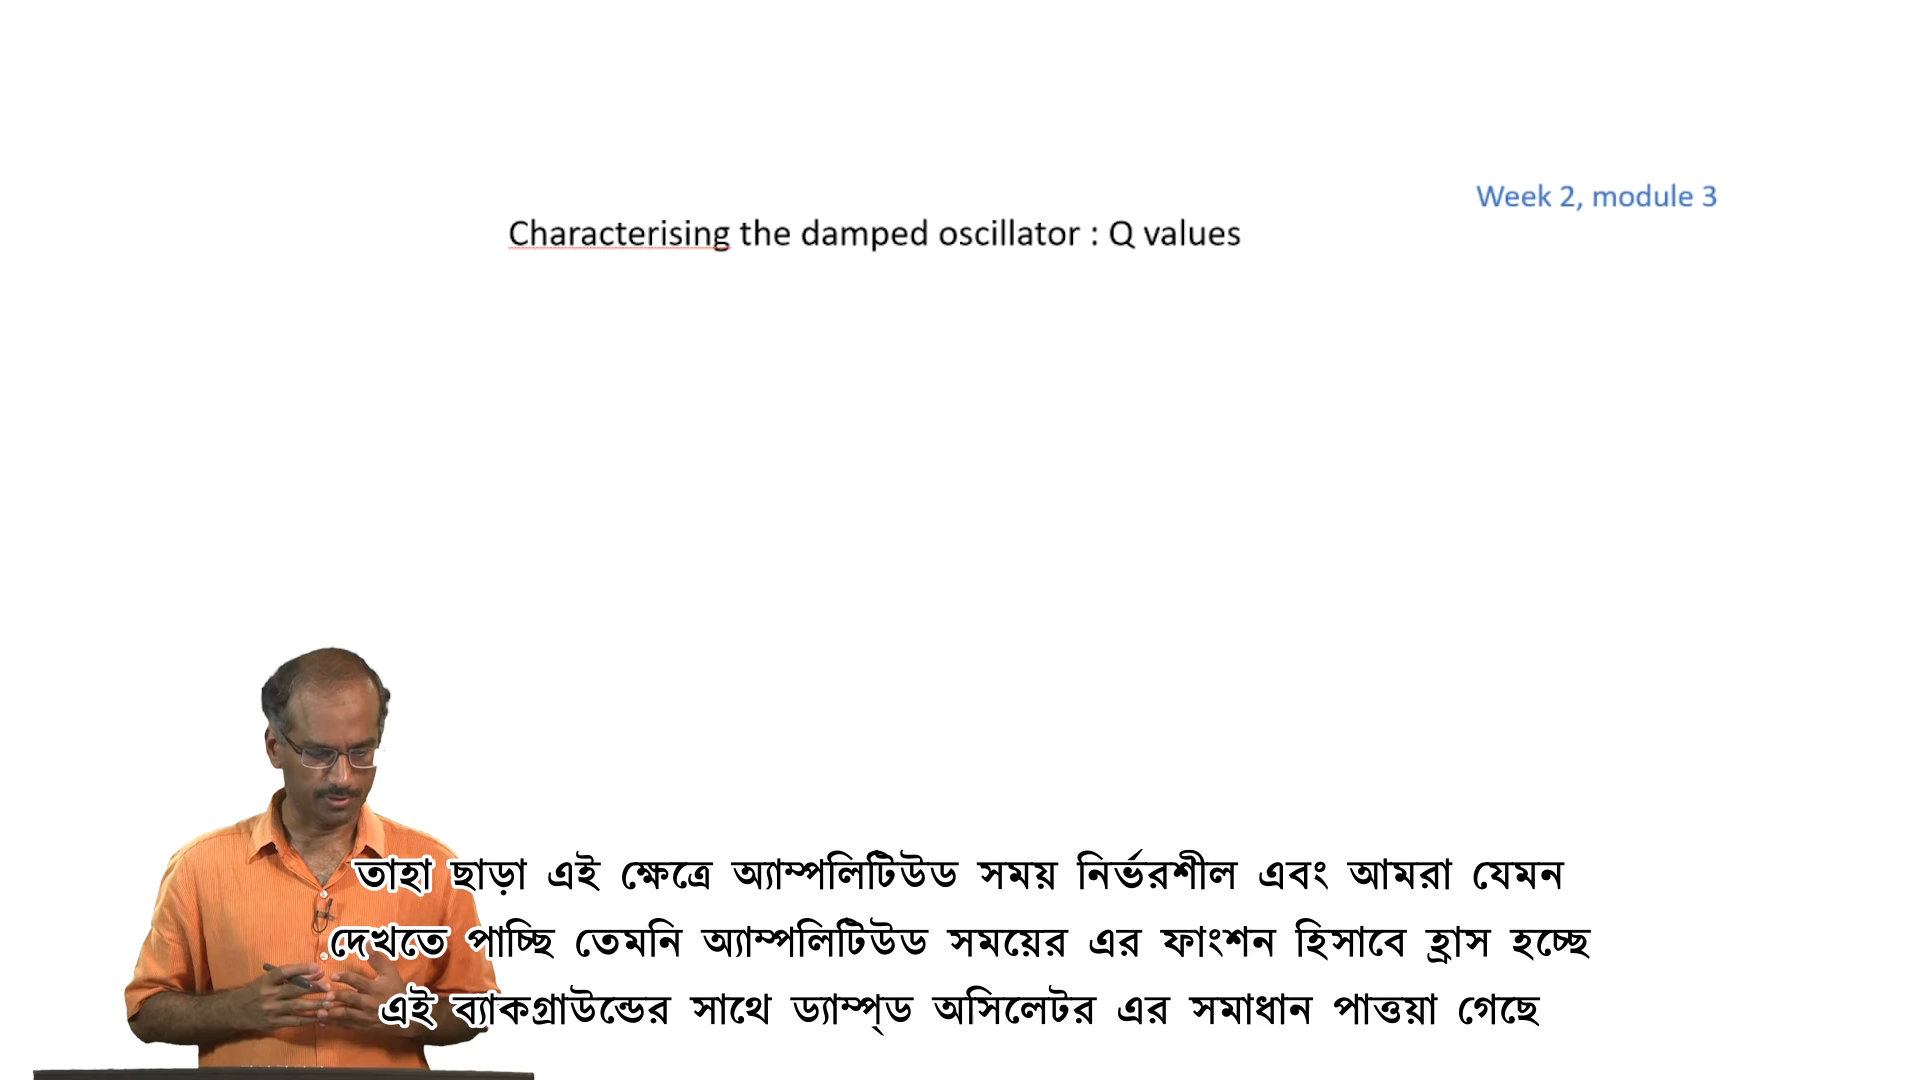 Week 2, module 3
Characterising the damped oscillator : Q values
তাহা ছাড়া এই ক্ষেত্রে অ্যাম্পলিটিউড সময় নির্ভরশীল এবং আমরা যেমন
দেখতে পাচ্ছি তেমনি অ্যাম্পলিটিউড সময়ের এর ফাংশন হিসাবে হ্রাস হচ্ছে
এই ব্যাকগ্রাউন্ডের সাথে ড্যাম্প্ড অসিলেটর এর সমাধান পাত্তয়া গেছে